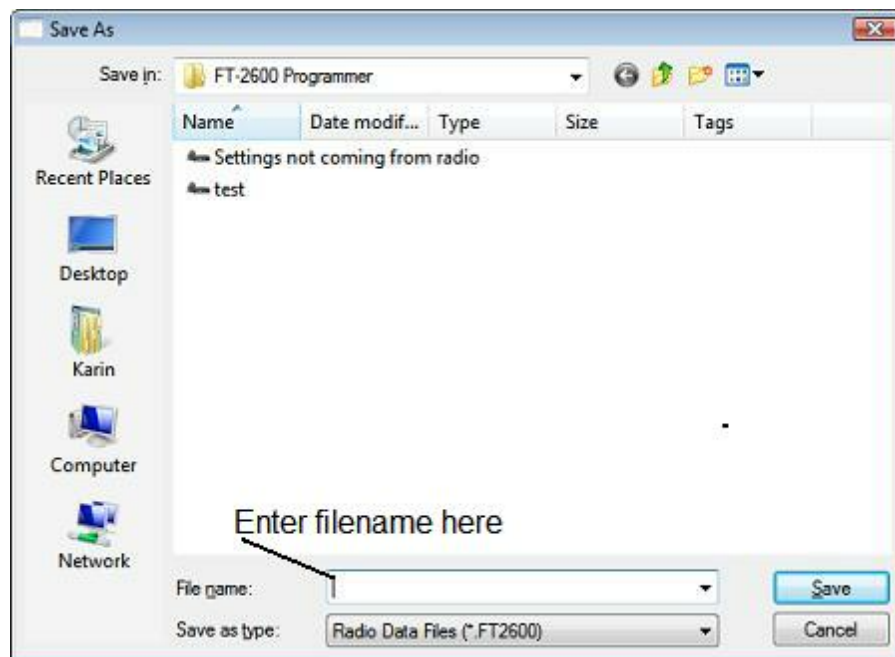 Save As
Save in: FT-2600 Programmer
Name Date modif... Type Size Tags
Settings not coming from radio
test
Recent Places
Desktop
Karin
Computer
Network
Enter filename here
File name: Save
Save as type: Radio Data Files (*.FT2600) Cancel